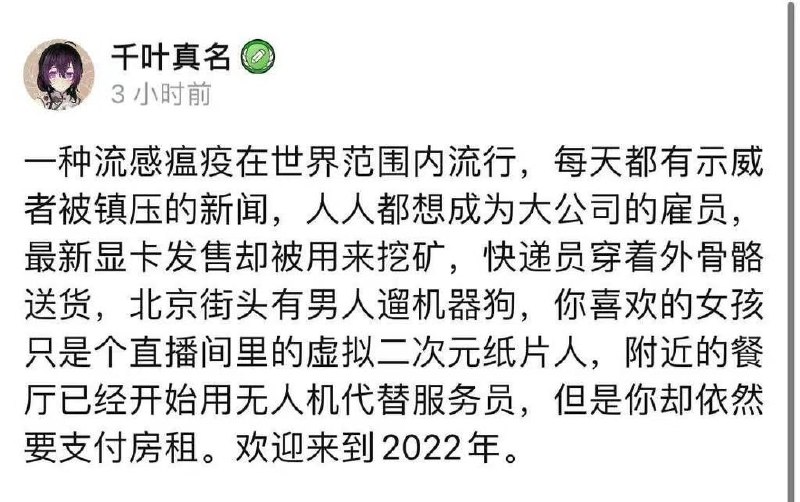 千叶真名
3 小时前
一种流感瘟疫在世界范围内流行，每天都有示威
者被镇压的新闻，人人都想成为大公司的雇员，
最新显卡发售却被用来挖矿，快递员穿着外骨骼
送货，北京街头有男人遛机器狗，你喜欢的女孩
只是个直播间里的虚拟二次元纸片人，附近的餐
厅已经开始用无人机代替服务员，但是你却依然
要支付房租。欢迎来到2022年。